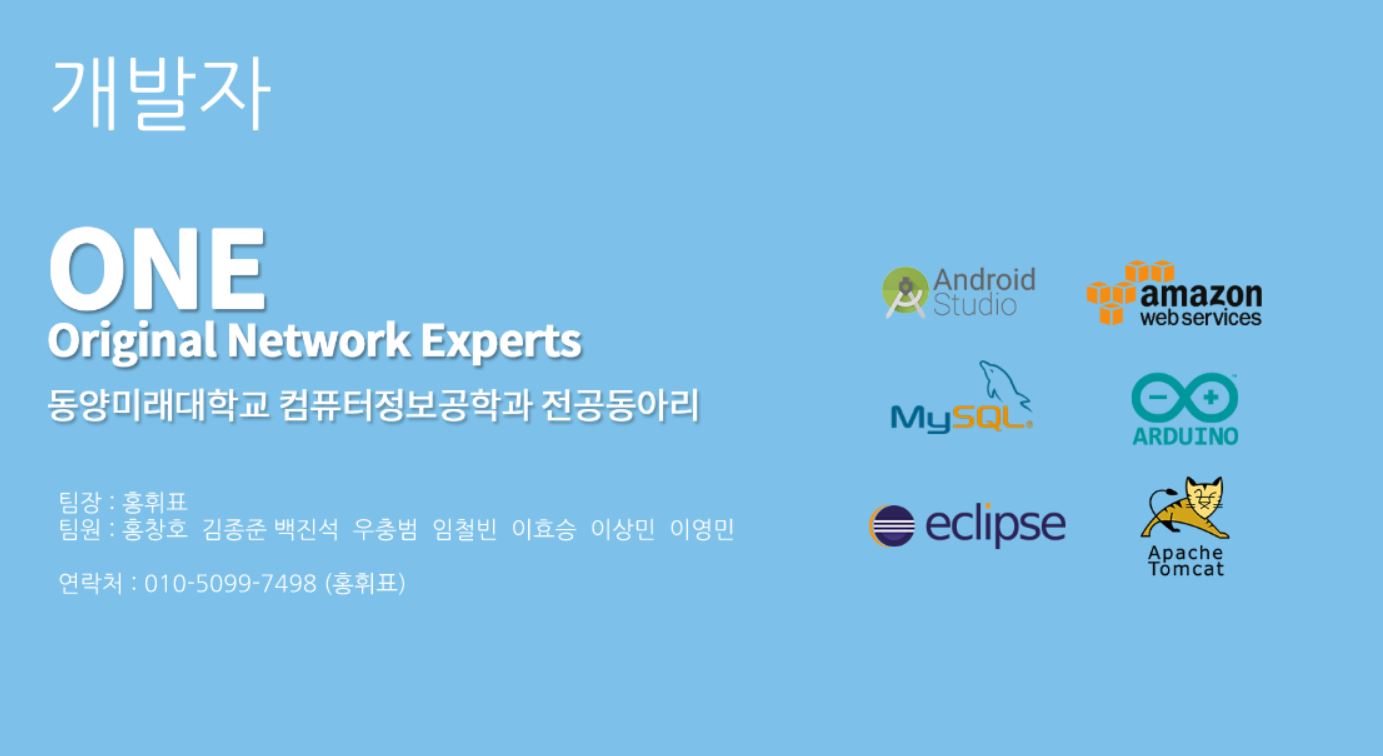 개발자
ONE
Original Network Experts
동양미래대학교 컴퓨터정보공학과 전공동아리
팀장 : 홍휘표
팀원 : 홍창호 김종준 백진석 우충범 임철빈 이효승 이상민 이영민
연락처 : 010-5099-7498 (홍휘표)
Android
Studio
amazon
web services
MySQL®
ARDUINO™
eclipse
Apache
Tomcat